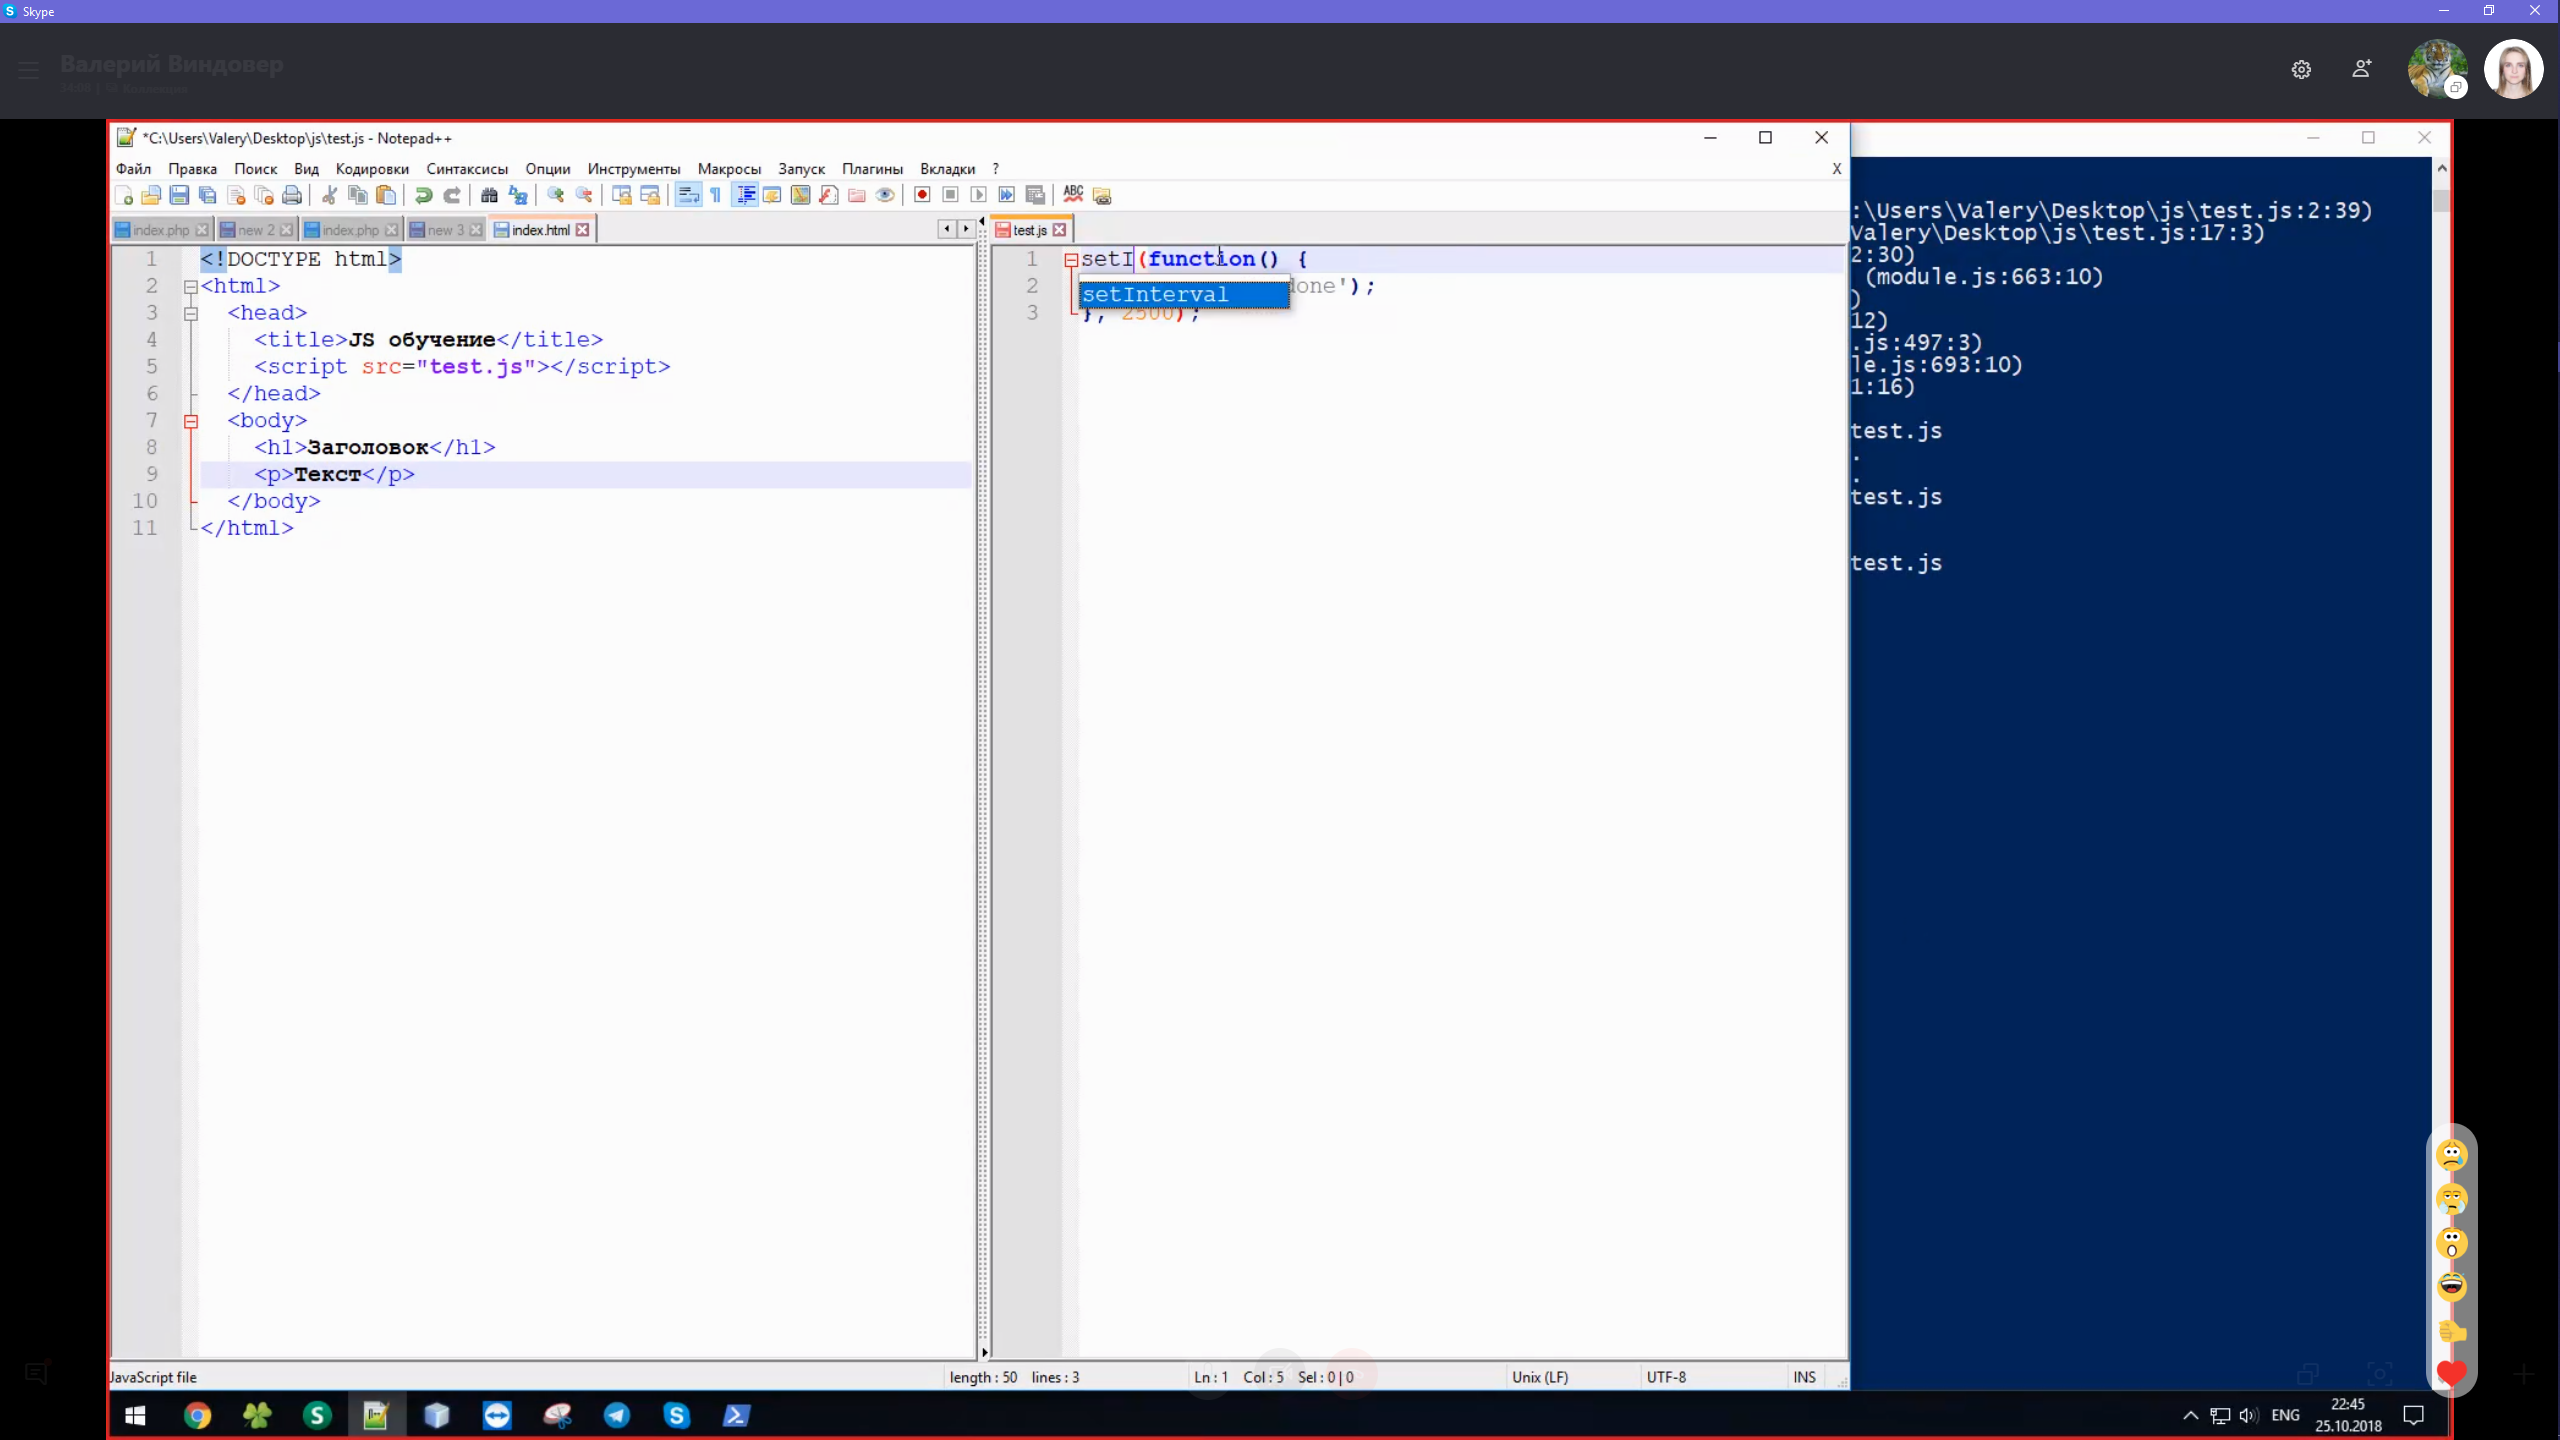 Skype
Валерий Виндовер
*C:\Users\Valery\Desktop\js\test.js - Notepad++
Файл Правка Поиск Вид Кодировки Синтаксисы Опции Инструменты Макросы Запуск Плагины Вкладки ? X
index.php new 2 index.php new 3 index.html
1 <!DOCTYPE html>
2 <html>
3 <head>
4 <title>JS обучение</title>
5 <script src="test.js"></script>
6 </head>
7 <body>
8 <h1>Заголовок</h1>
9 <p>Текст</p>
10 </body>
11 </html>
test.js
1 setI(function() {
setInterval
2 done');
3 }, 2500);
:\Users\Valery\Desktop\js\test.js:2:39)
Valery\Desktop\js\test.js:17:3)
2:30)
(module.js:663:10)
)
12)
.js:497:3)
le.js:693:10)
1:16)
test.js
.
.
test.js
test.js
JavaScript file length : 50 lines : 3 Ln : 1 Col : 5 Sel : 0 | 0 Unix (LF) UTF-8 INS
ENG
22:45
25.10.2018